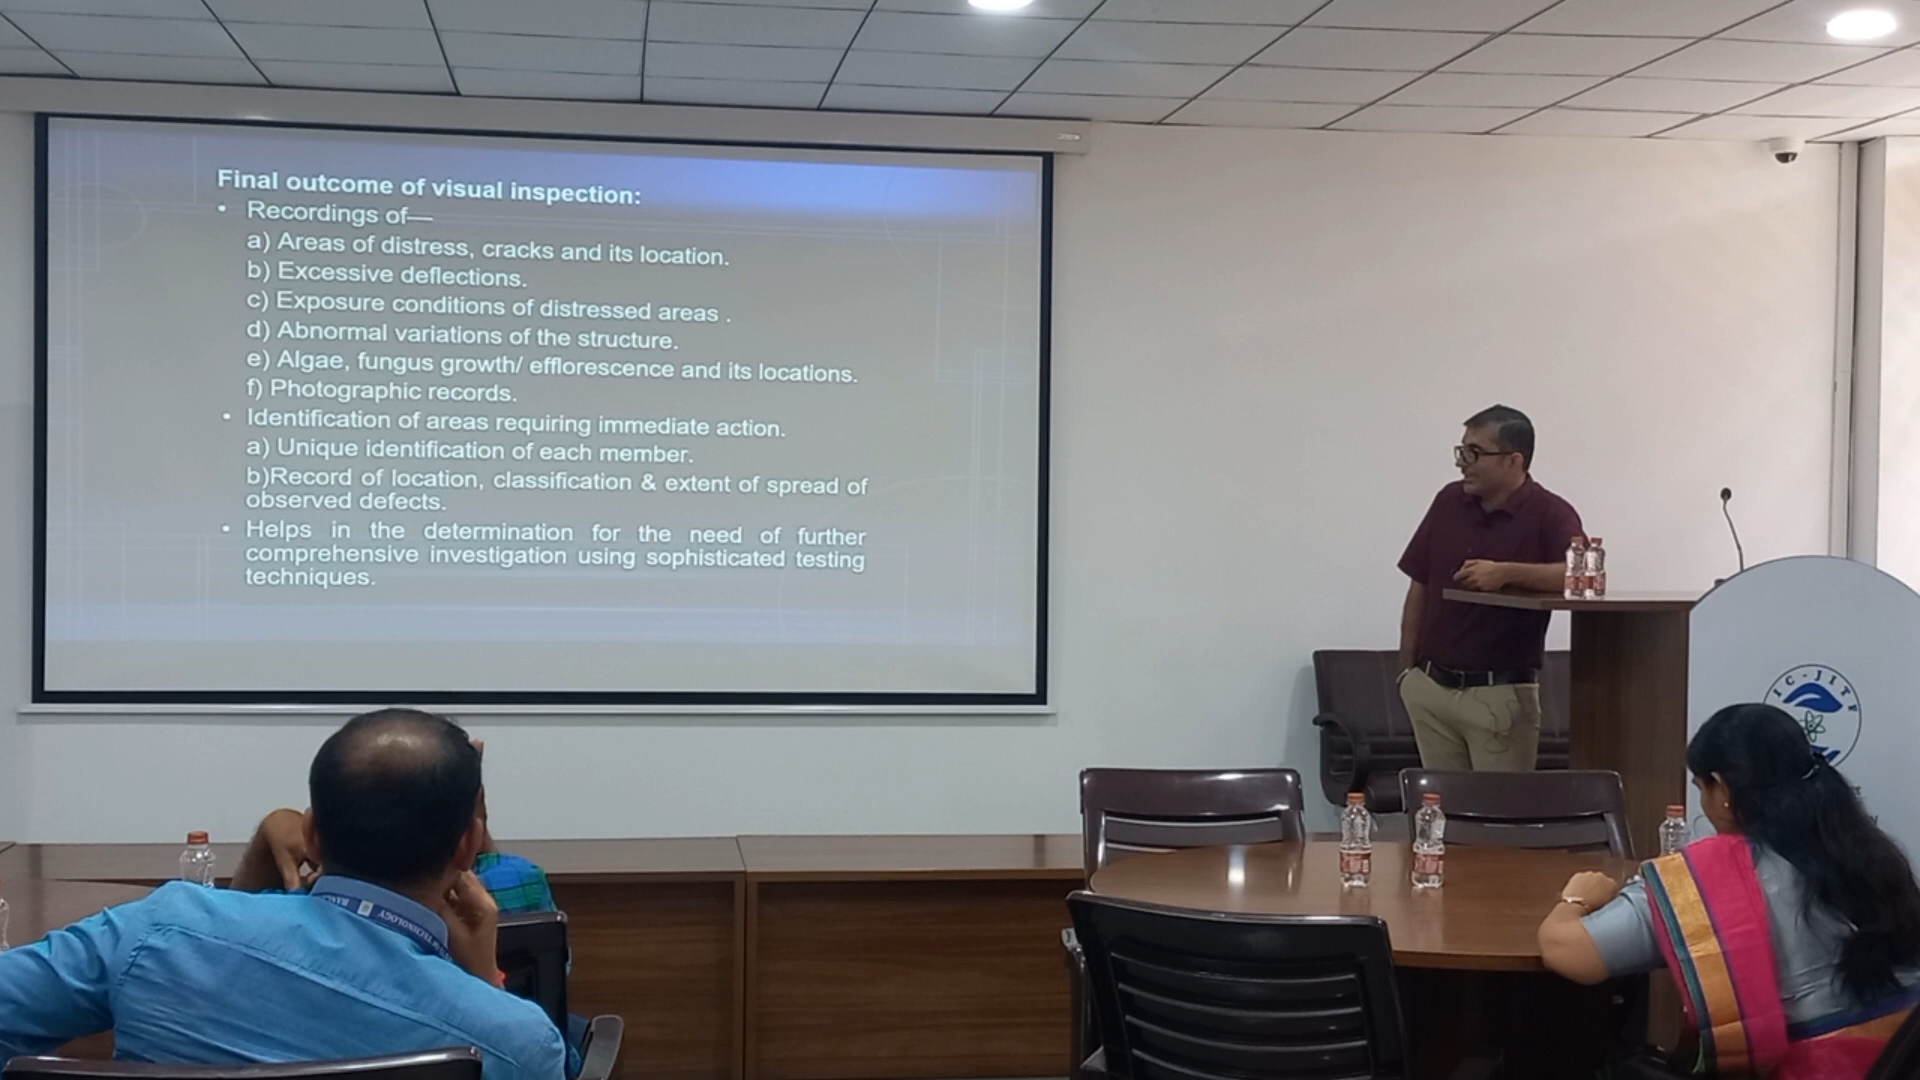 Final outcome of visual inspection:
• Recordings of—
a) Areas of distress, cracks and its location.
b) Excessive deflections.
c) Exposure conditions of distressed areas .
d) Abnormal variations of the structure.
e) Algae, fungus growth/ efflorescence and its locations.
f) Photographic records.
• Identification of areas requiring immediate action.
a) Unique identification of each member.
b)Record of location, classification & extent of spread of
observed defects.
• Helps in the determination for the need of further
comprehensive investigation using sophisticated testing
techniques.
IC-JITF
TECHNOLOGY